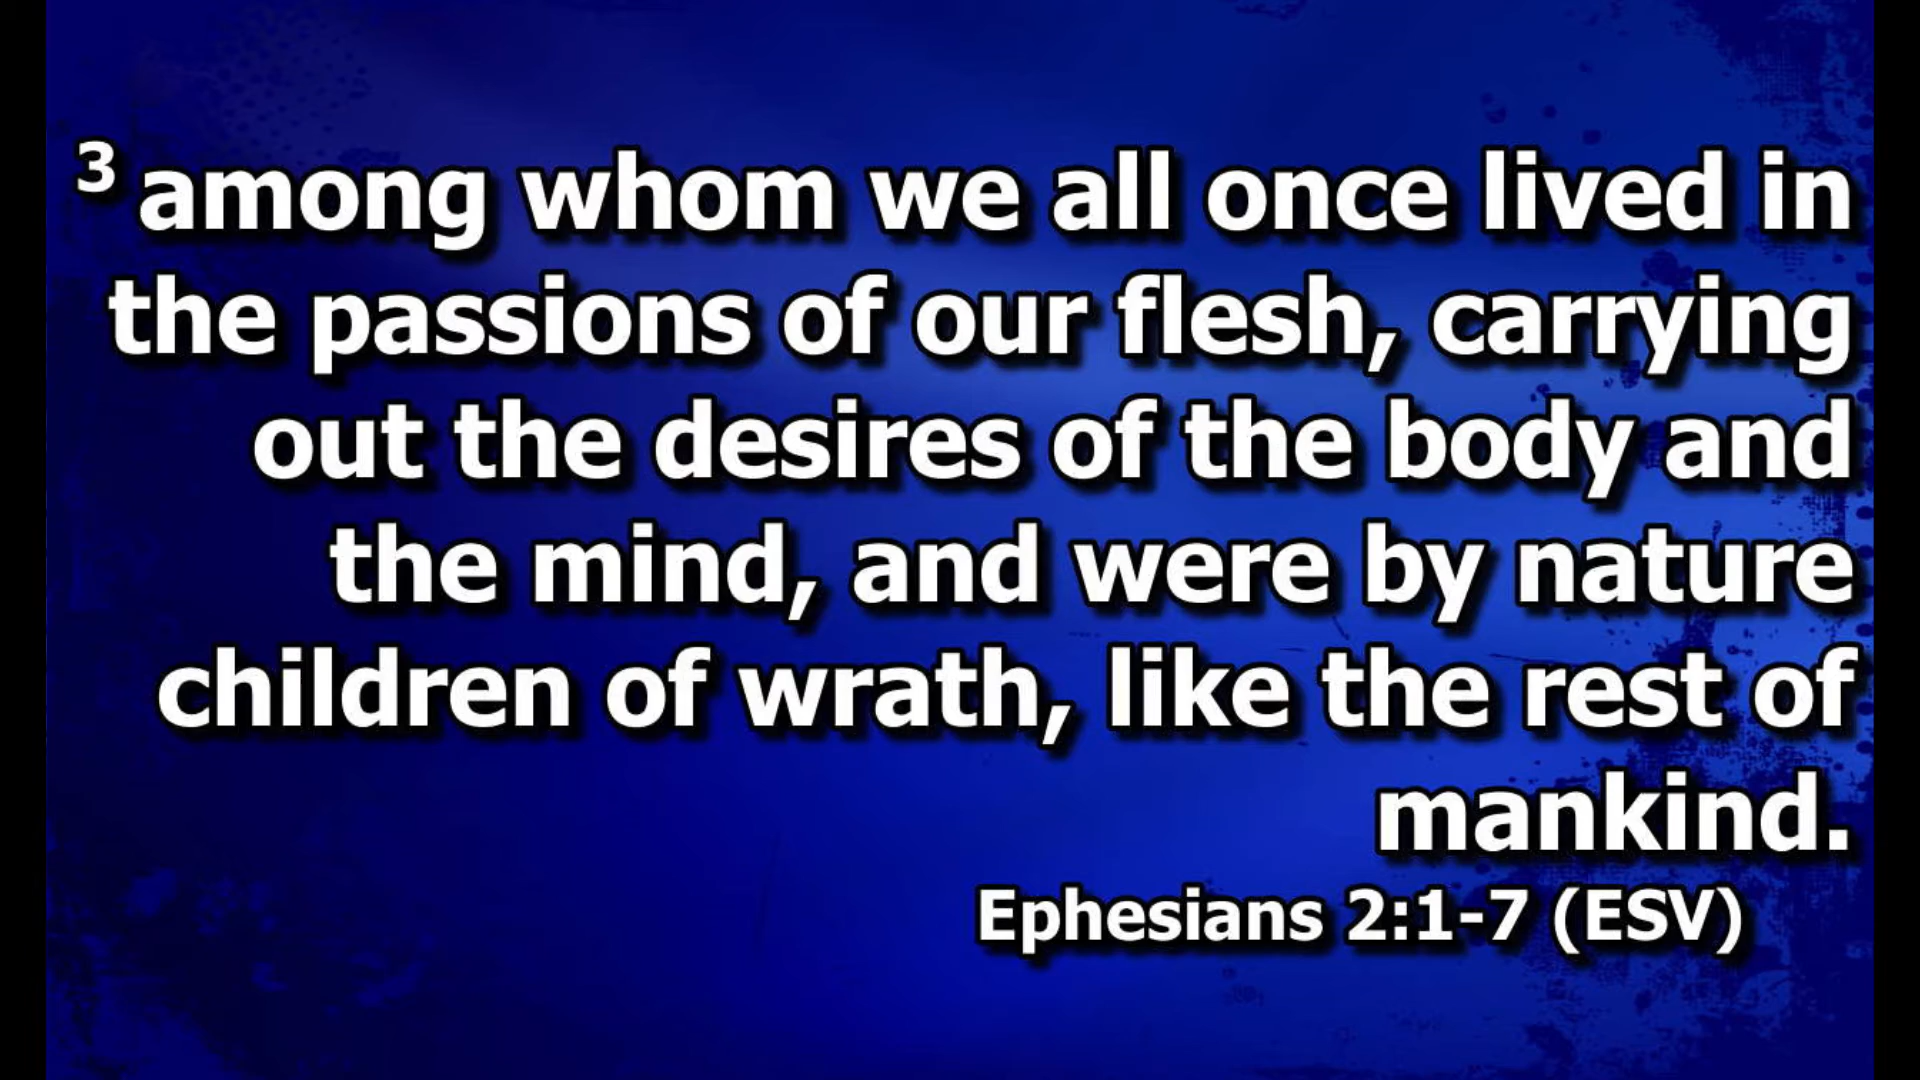 3 among whom we all once lived in
the passions of our flesh, carrying
out the desires of the body and
the mind, and were by nature
children of wrath, like the rest of
mankind.
Ephesians 2:1-7 (ESV)